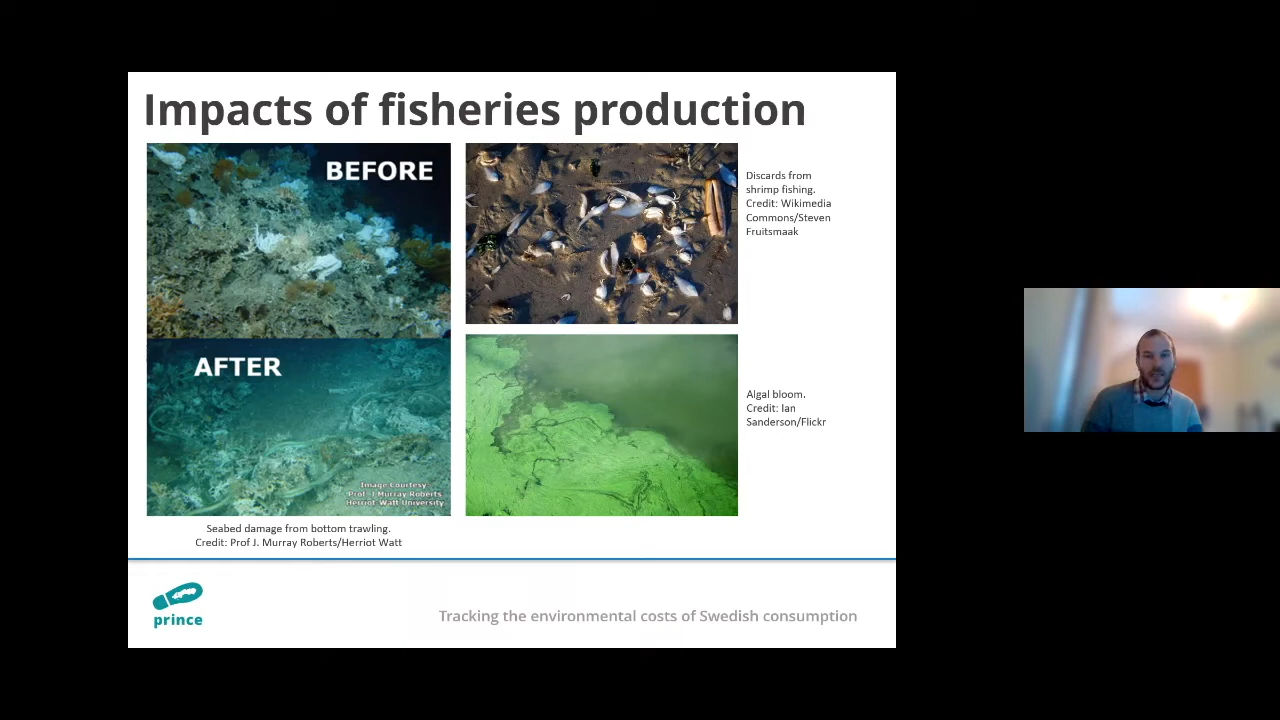 Impacts of fisheries production
BEFORE
AFTER
Image Courtesy
Prof. J Murray Roberts
Herriot Watt University
Seabed damage from bottom trawling.
Credit: Prof J. Murray Roberts/Herriot Watt
Discards from
shrimp fishing.
Credit: Wikimedia
Commons/Steven
Fruitsmaak
Algal bloom.
Credit: Ian
Sanderson/Flickr
prince
Tracking the environmental costs of Swedish consumption